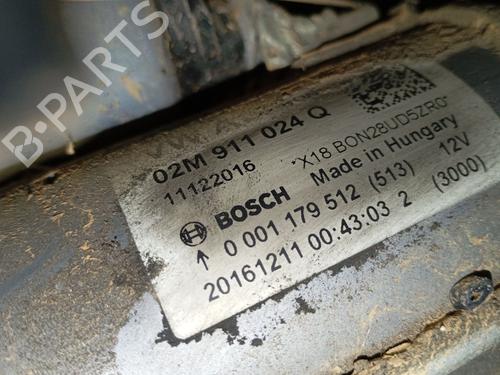 02M 911 024 Q
11122016 *X18 BON28UD5ZR0*
BOSCH Made in Hungary
↑ 0 001 179 512 (513) 12V
20161211 00:43:03 2 (3000)
B-PARTS